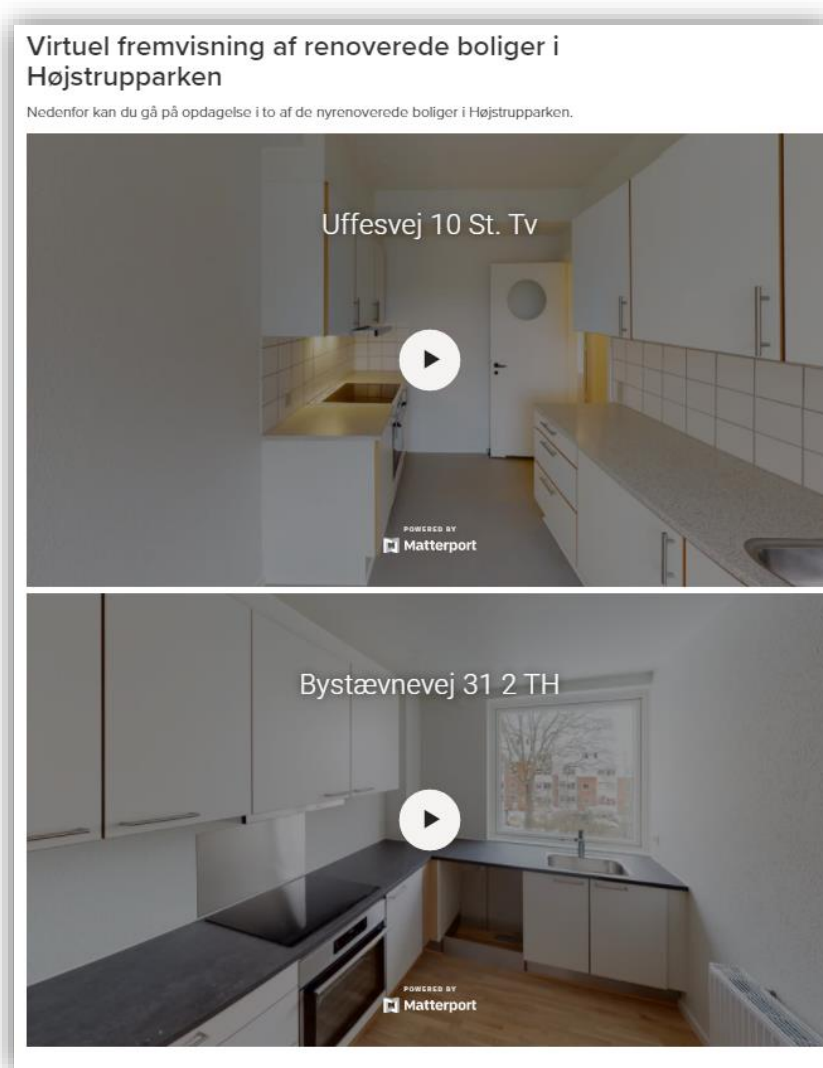 Virtuel fremvisning af renoverede boliger i
Højstrupparken
Nedenfor kan du gå på opdagelse i to af de nyrenoverede boliger i Højstrupparken.
Uffesvej 10 St. Tv
POWERED BY
Matterport
Bystævnevej 31 2 TH
POWERED BY
Matterport